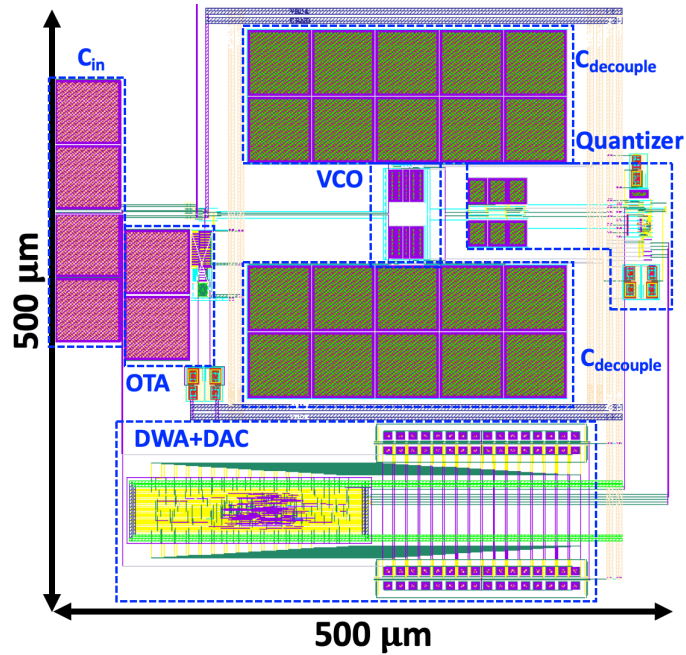 C_in
C_decouple
Quantizer
VCO
500 µm
OTA
C_decouple
DWA+DAC
500 µm